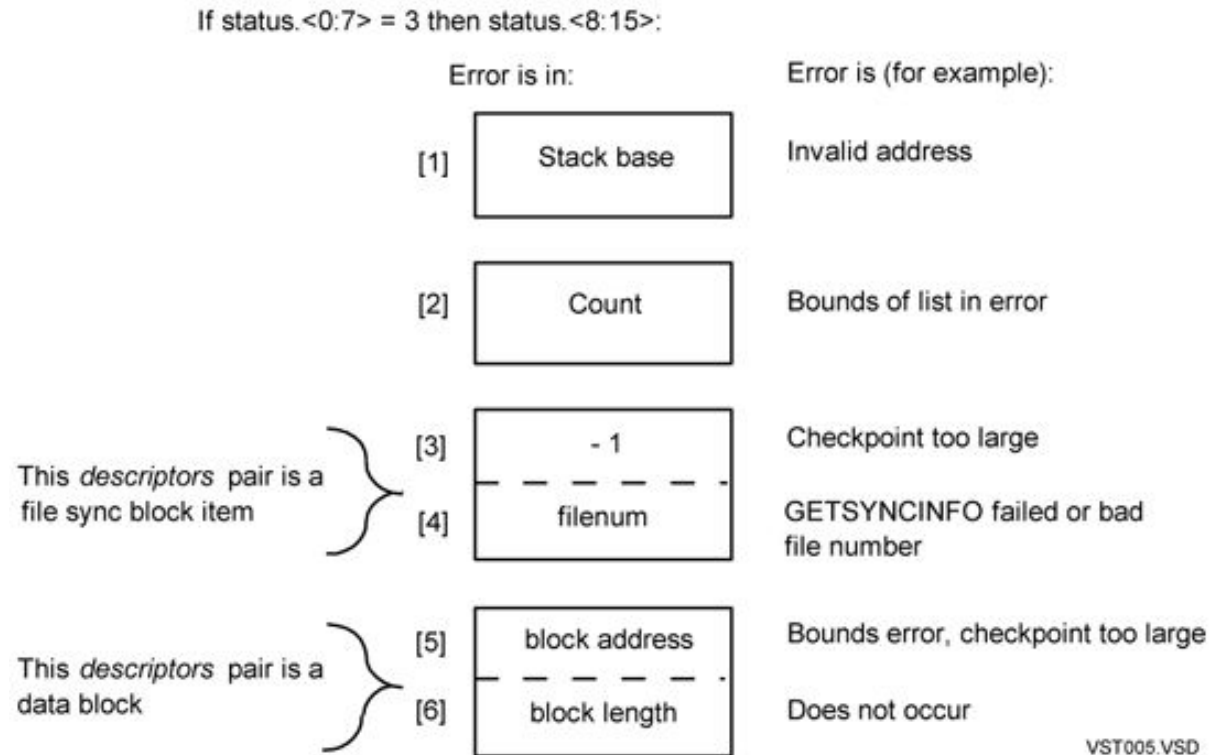 If status.<0:7> = 3 then status.<8:15>:
Error is in:
Error is (for example):
[1]
Stack base
Invalid address
[2]
Count
Bounds of list in error
This descriptors pair is a
file sync block item
[3]
- 1
Checkpoint too large
[4]
filenum
GETSYNCINFO failed or bad
file number
This descriptors pair is a
data block
[5]
block address
Bounds error, checkpoint too large
[6]
block length
Does not occur
VST005.VSD